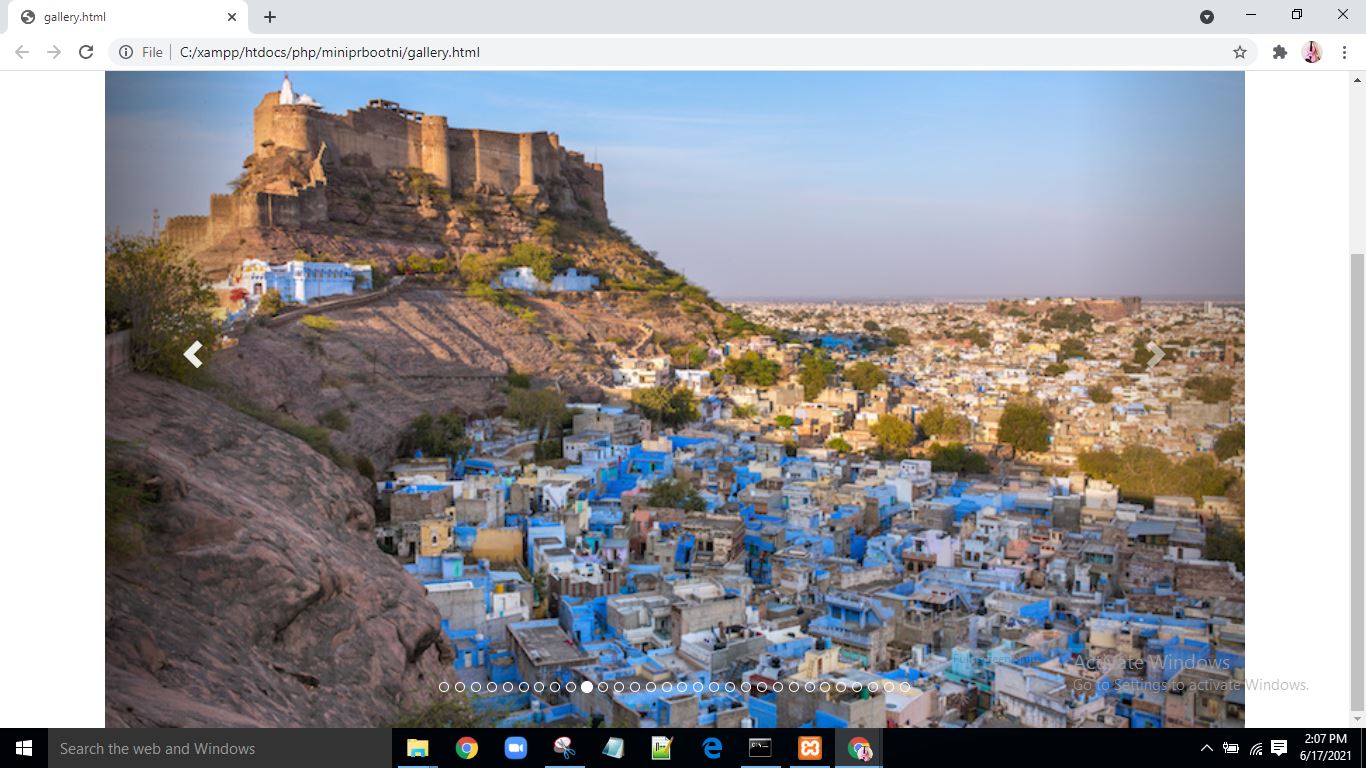 gallery.html
File
C:/xampp/htdocs/php/miniprbootni/gallery.html
Activate Windows
Go to Settings to activate Windows.
Search the web and Windows
2:07 PM
6/17/2021